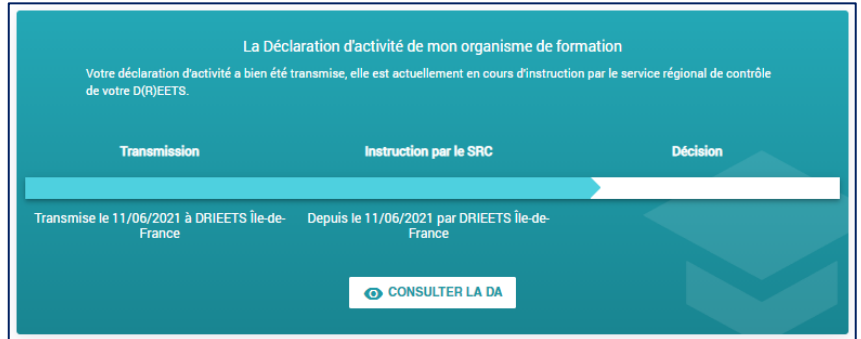 La Déclaration d'activité de mon organisme de formation
Votre déclaration d'activité a bien été transmise, elle est actuellement en cours d'instruction par le service régional de contrôle
de votre D(R)EETS.
Transmission
Instruction par le SRC
Décision
Transmise le 11/06/2021 à DRIEETS Île-de-
France
Depuis le 11/06/2021 par DRIEETS Île-de-
France
CONSULTER LA DA